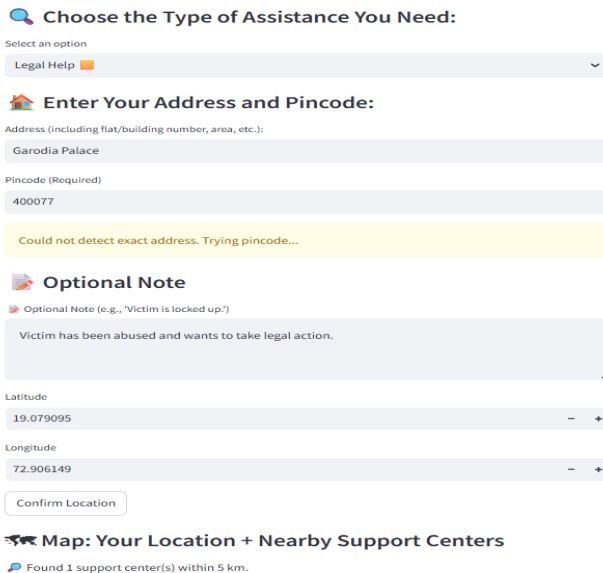 Choose the Type of Assistance You Need:
Select an option
Legal Help
Enter Your Address and Pincode:
Address (including flat/building number, area, etc.):
Garodia Palace
Pincode (Required)
400077
Could not detect exact address. Trying pincode...
Optional Note
Optional Note (e.g., 'Victim is locked up.')
Victim has been abused and wants to take legal action.
Latitude
19.079095
Longitude
72.906149
Confirm Location
Map: Your Location + Nearby Support Centers
Found 1 support center(s) within 5 km.